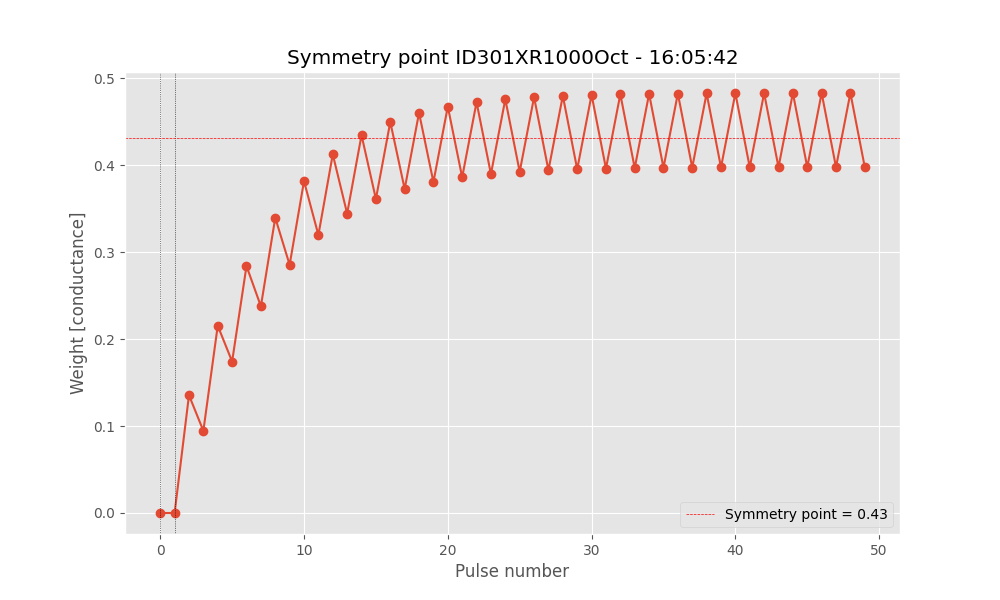 Symmetry point ID301XR1000Oct - 16:05:42
Weight [conductance]
0.5
0.4
0.3
0.2
0.1
0.0
Symmetry point = 0.43
0 10 20 30 40 50
Pulse number